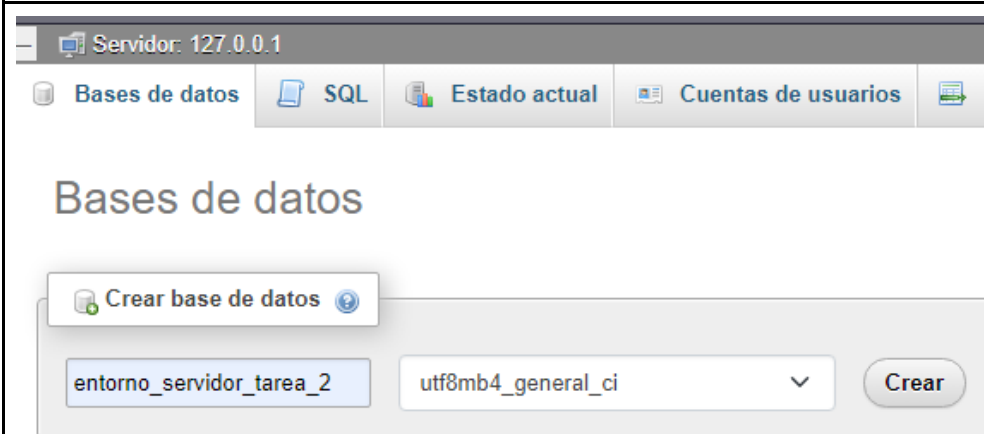 Servidor: 127.0.0.1
Bases de datos SQL Estado actual Cuentas de usuarios
Bases de datos
Crear base de datos
entorno_servidor_tarea_2 utf8mb4_general_ci Crear